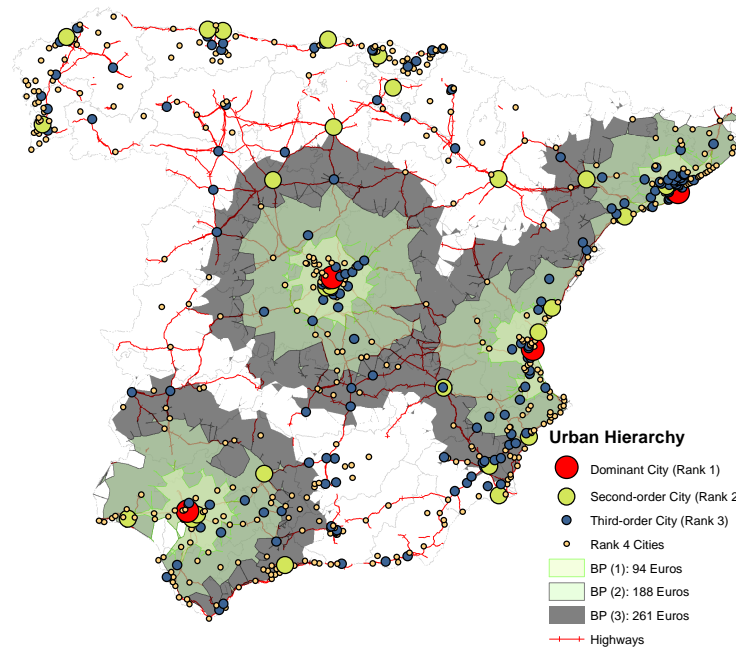 Urban Hierarchy
Dominant City (Rank 1)
Second-order City (Rank 2
Third-order City (Rank 3)
Rank 4 Cities
BP (1): 94 Euros
BP (2): 188 Euros
BP (3): 261 Euros
Highways